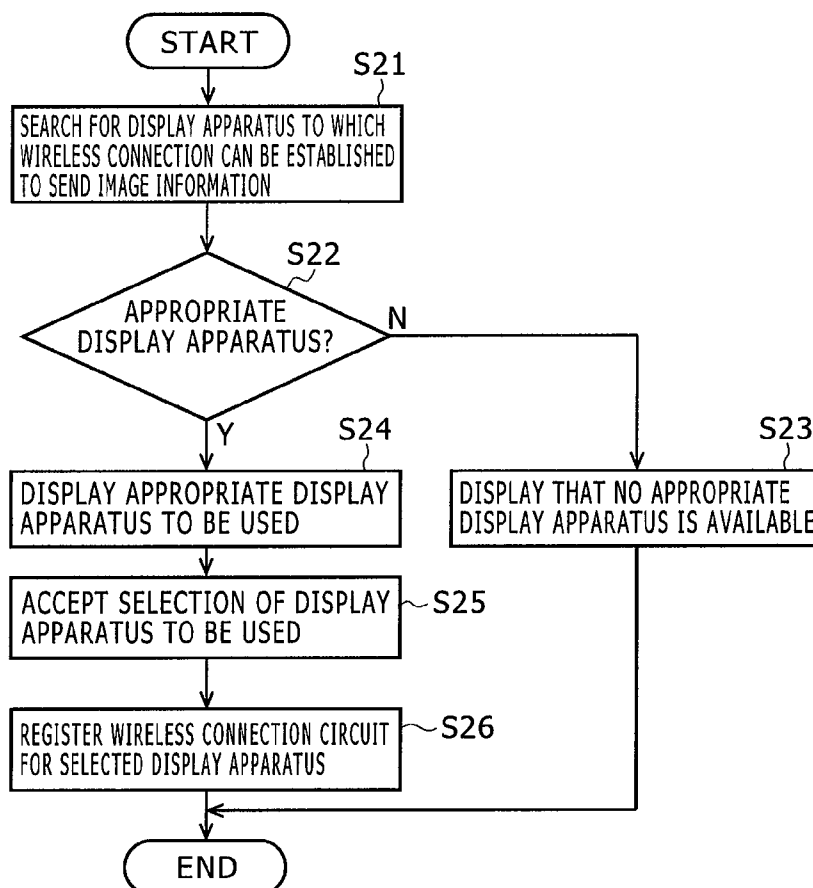 START
S21
SEARCH FOR DISPLAY APPARATUS TO WHICH
WIRELESS CONNECTION CAN BE ESTABLISHED
TO SEND IMAGE INFORMATION
S22
APPROPRIATE
DISPLAY APPARATUS?
N
Y
S24
DISPLAY APPROPRIATE DISPLAY
APPARATUS TO BE USED
S23
DISPLAY THAT NO APPROPRIATE
DISPLAY APPARATUS IS AVAILABLE
ACCEPT SELECTION OF DISPLAY
APPARATUS TO BE USED
S25
REGISTER WIRELESS CONNECTION CIRCUIT
FOR SELECTED DISPLAY APPARATUS
S26
END